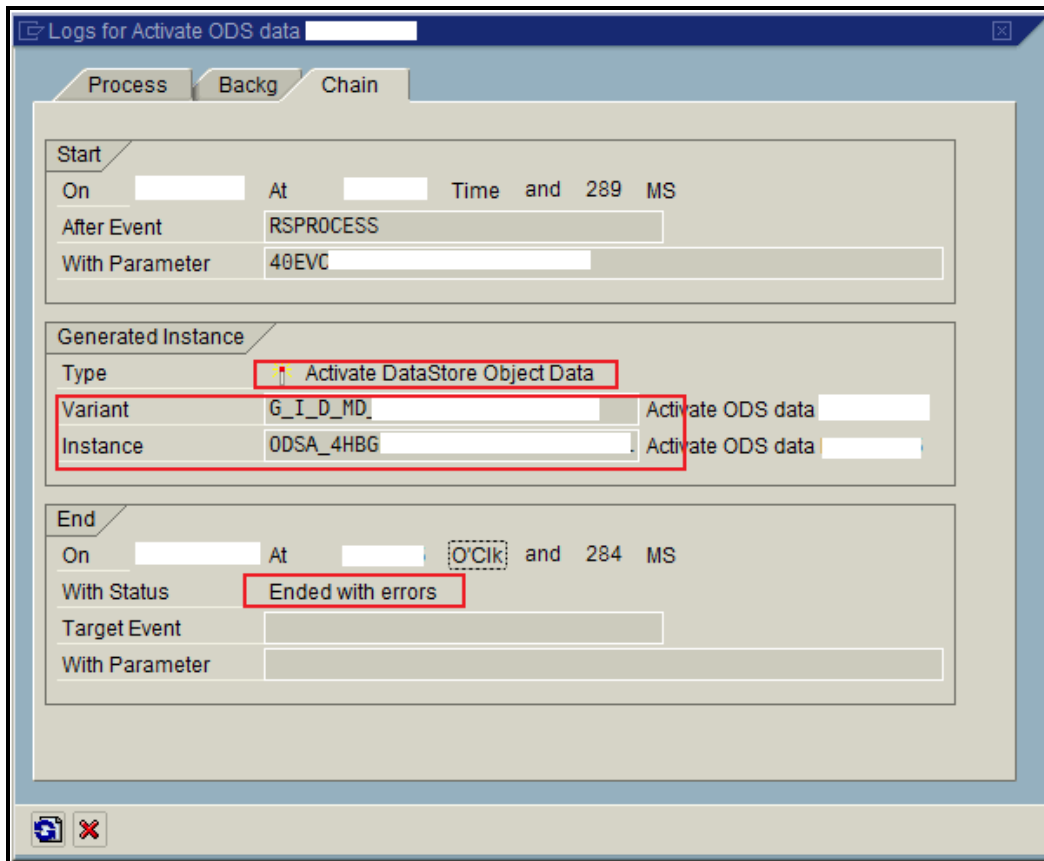 Logs for Activate ODS data
Process Backg Chain
Start
On At Time and 289 MS
After Event RSPROCESS
With Parameter 40EVO
Generated Instance
Type Activate DataStore Object Data
Variant G_I_D_MD_ Activate ODS data
Instance ODSA_4HBG . Activate ODS data
End
On At O'Clk and 284 MS
With Status Ended with errors
Target Event
With Parameter